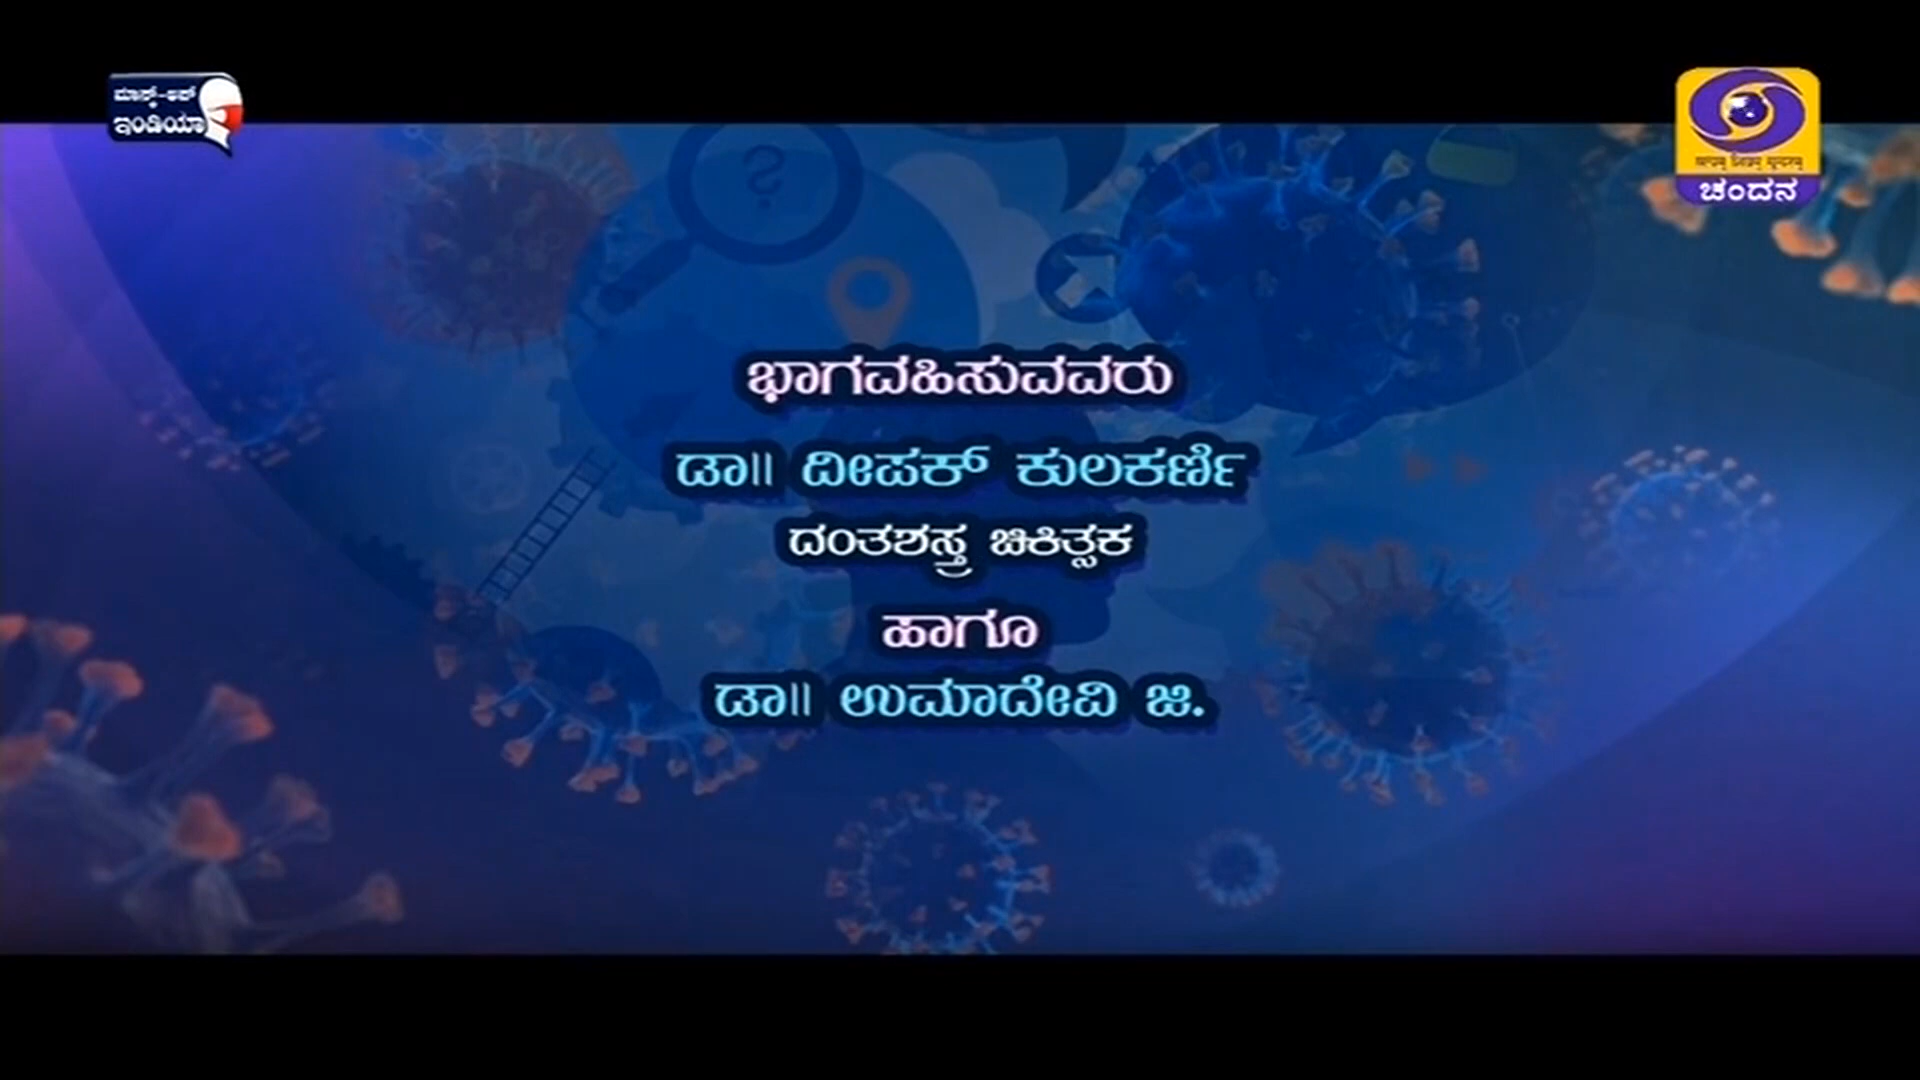 ಮಾಸ್ಕ್-ಅಪ್
ಇಂಡಿಯಾ
ಚಂದನ
ಭಾಗವಹಿಸುವವರು
ಡಾ|| ದೀಪಕ್ ಕುಲಕರ್ಣಿ
ದಂತಶಸ್ತ್ರ ಚಿಕಿತ್ಸಕ
ಹಾಗೂ
ಡಾ|| ಉಮಾದೇವಿ ಜಿ.